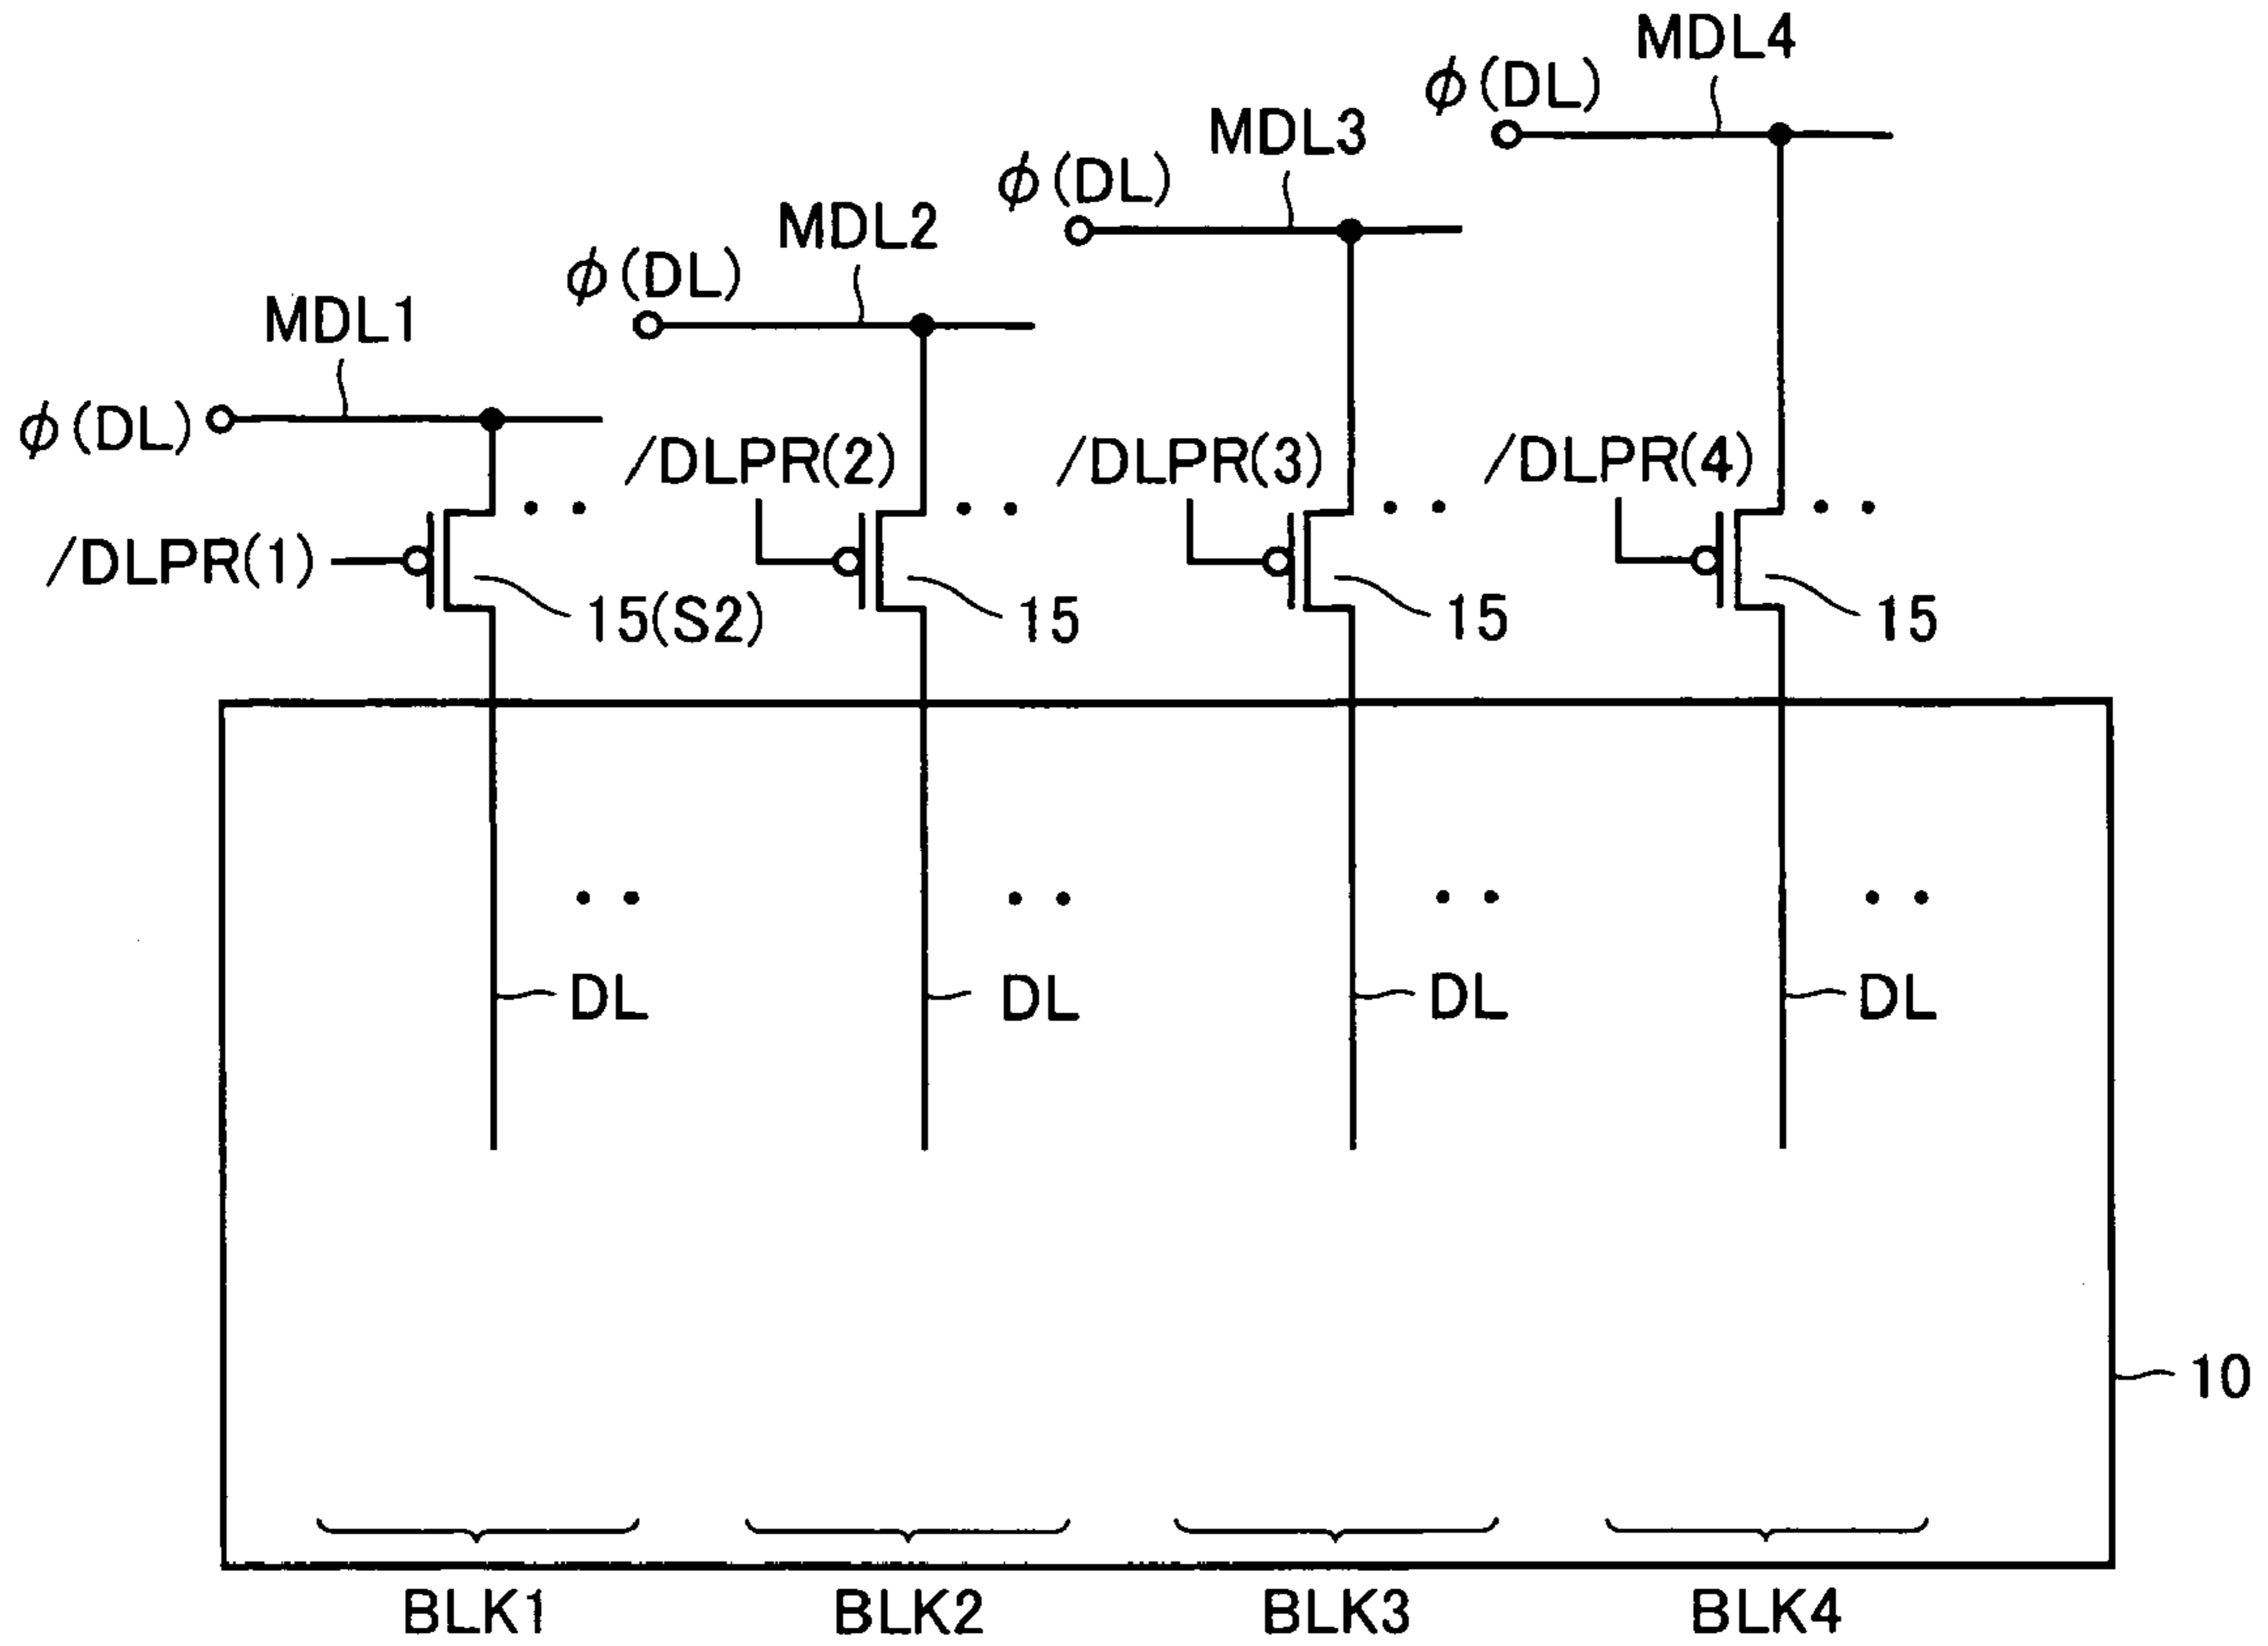 MDL4
φ(DL)
MDL3
φ(DL)
MDL2
φ(DL)
MDL1
φ(DL)
/DLPR(2)
/DLPR(3)
/DLPR(4)
/DLPR(1)
15(S2)
15
15
15
DL
DL
DL
DL
10
BLK1
BLK2
BLK3
BLK4